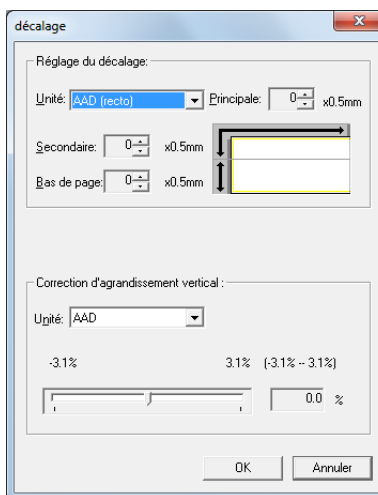 décalage
Réglage du décalage:
Unité: AAD (recto) Principale: 0 x0.5mm
Secondaire: 0 x0.5mm
Bas de page: 0 x0.5mm
Correction d'agrandissement vertical :
Unité: AAD
-3.1% 3.1% (-3.1% -- 3.1%)
0.0 %
OK Annuler